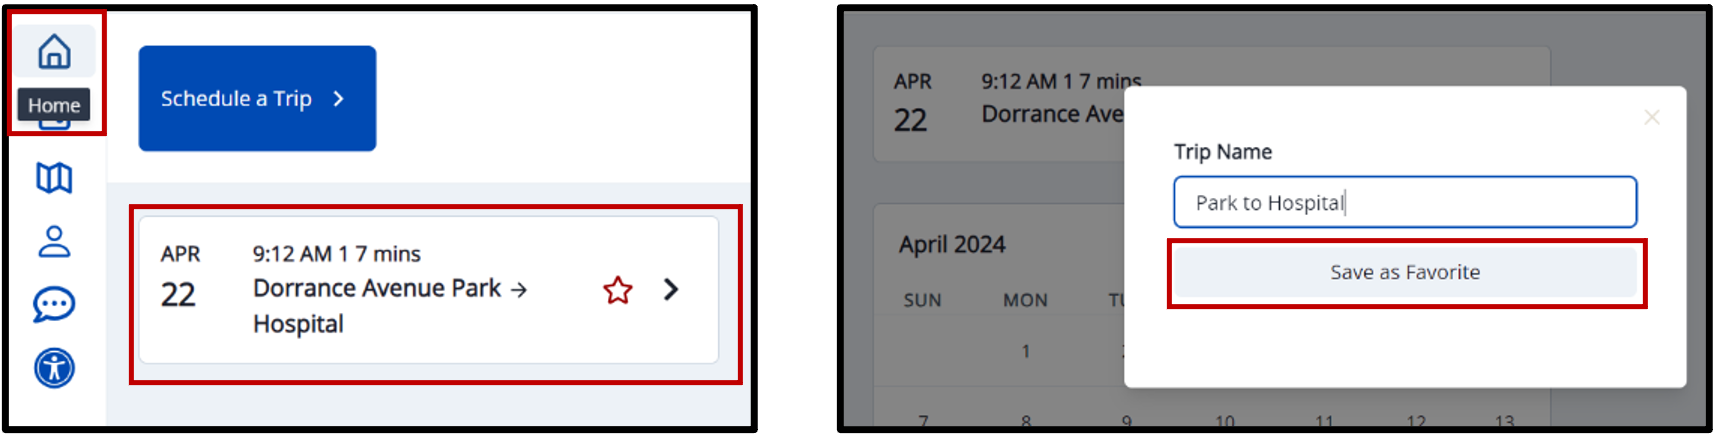 Home
Schedule a Trip
APR
22
9:12 AM 1 7 mins
Dorrance Avenue Park →
Hospital
APR
22
9:12 AM 1 7 mins
Dorrance Ave
April 2024
SUN MON
1
7 8 9 10 11 12 13
Trip Name
Park to Hospital
Save as Favorite